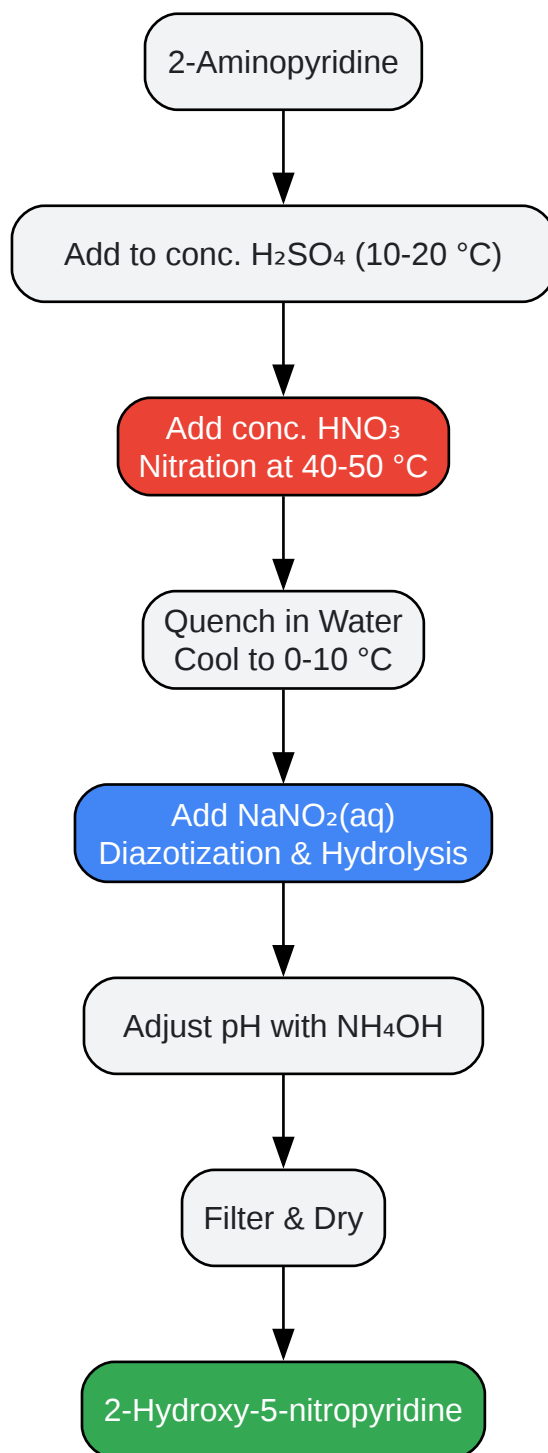 2-Aminopyridine
Add to conc. H₂SO₄ (10-20 °C)
Add conc. HNO₃
Nitration at 40-50 °C
Quench in Water
Cool to 0-10 °C
Add NaNO₂(aq)
Diazotization & Hydrolysis
Adjust pH with NH₄OH
Filter & Dry
2-Hydroxy-5-nitropyridine